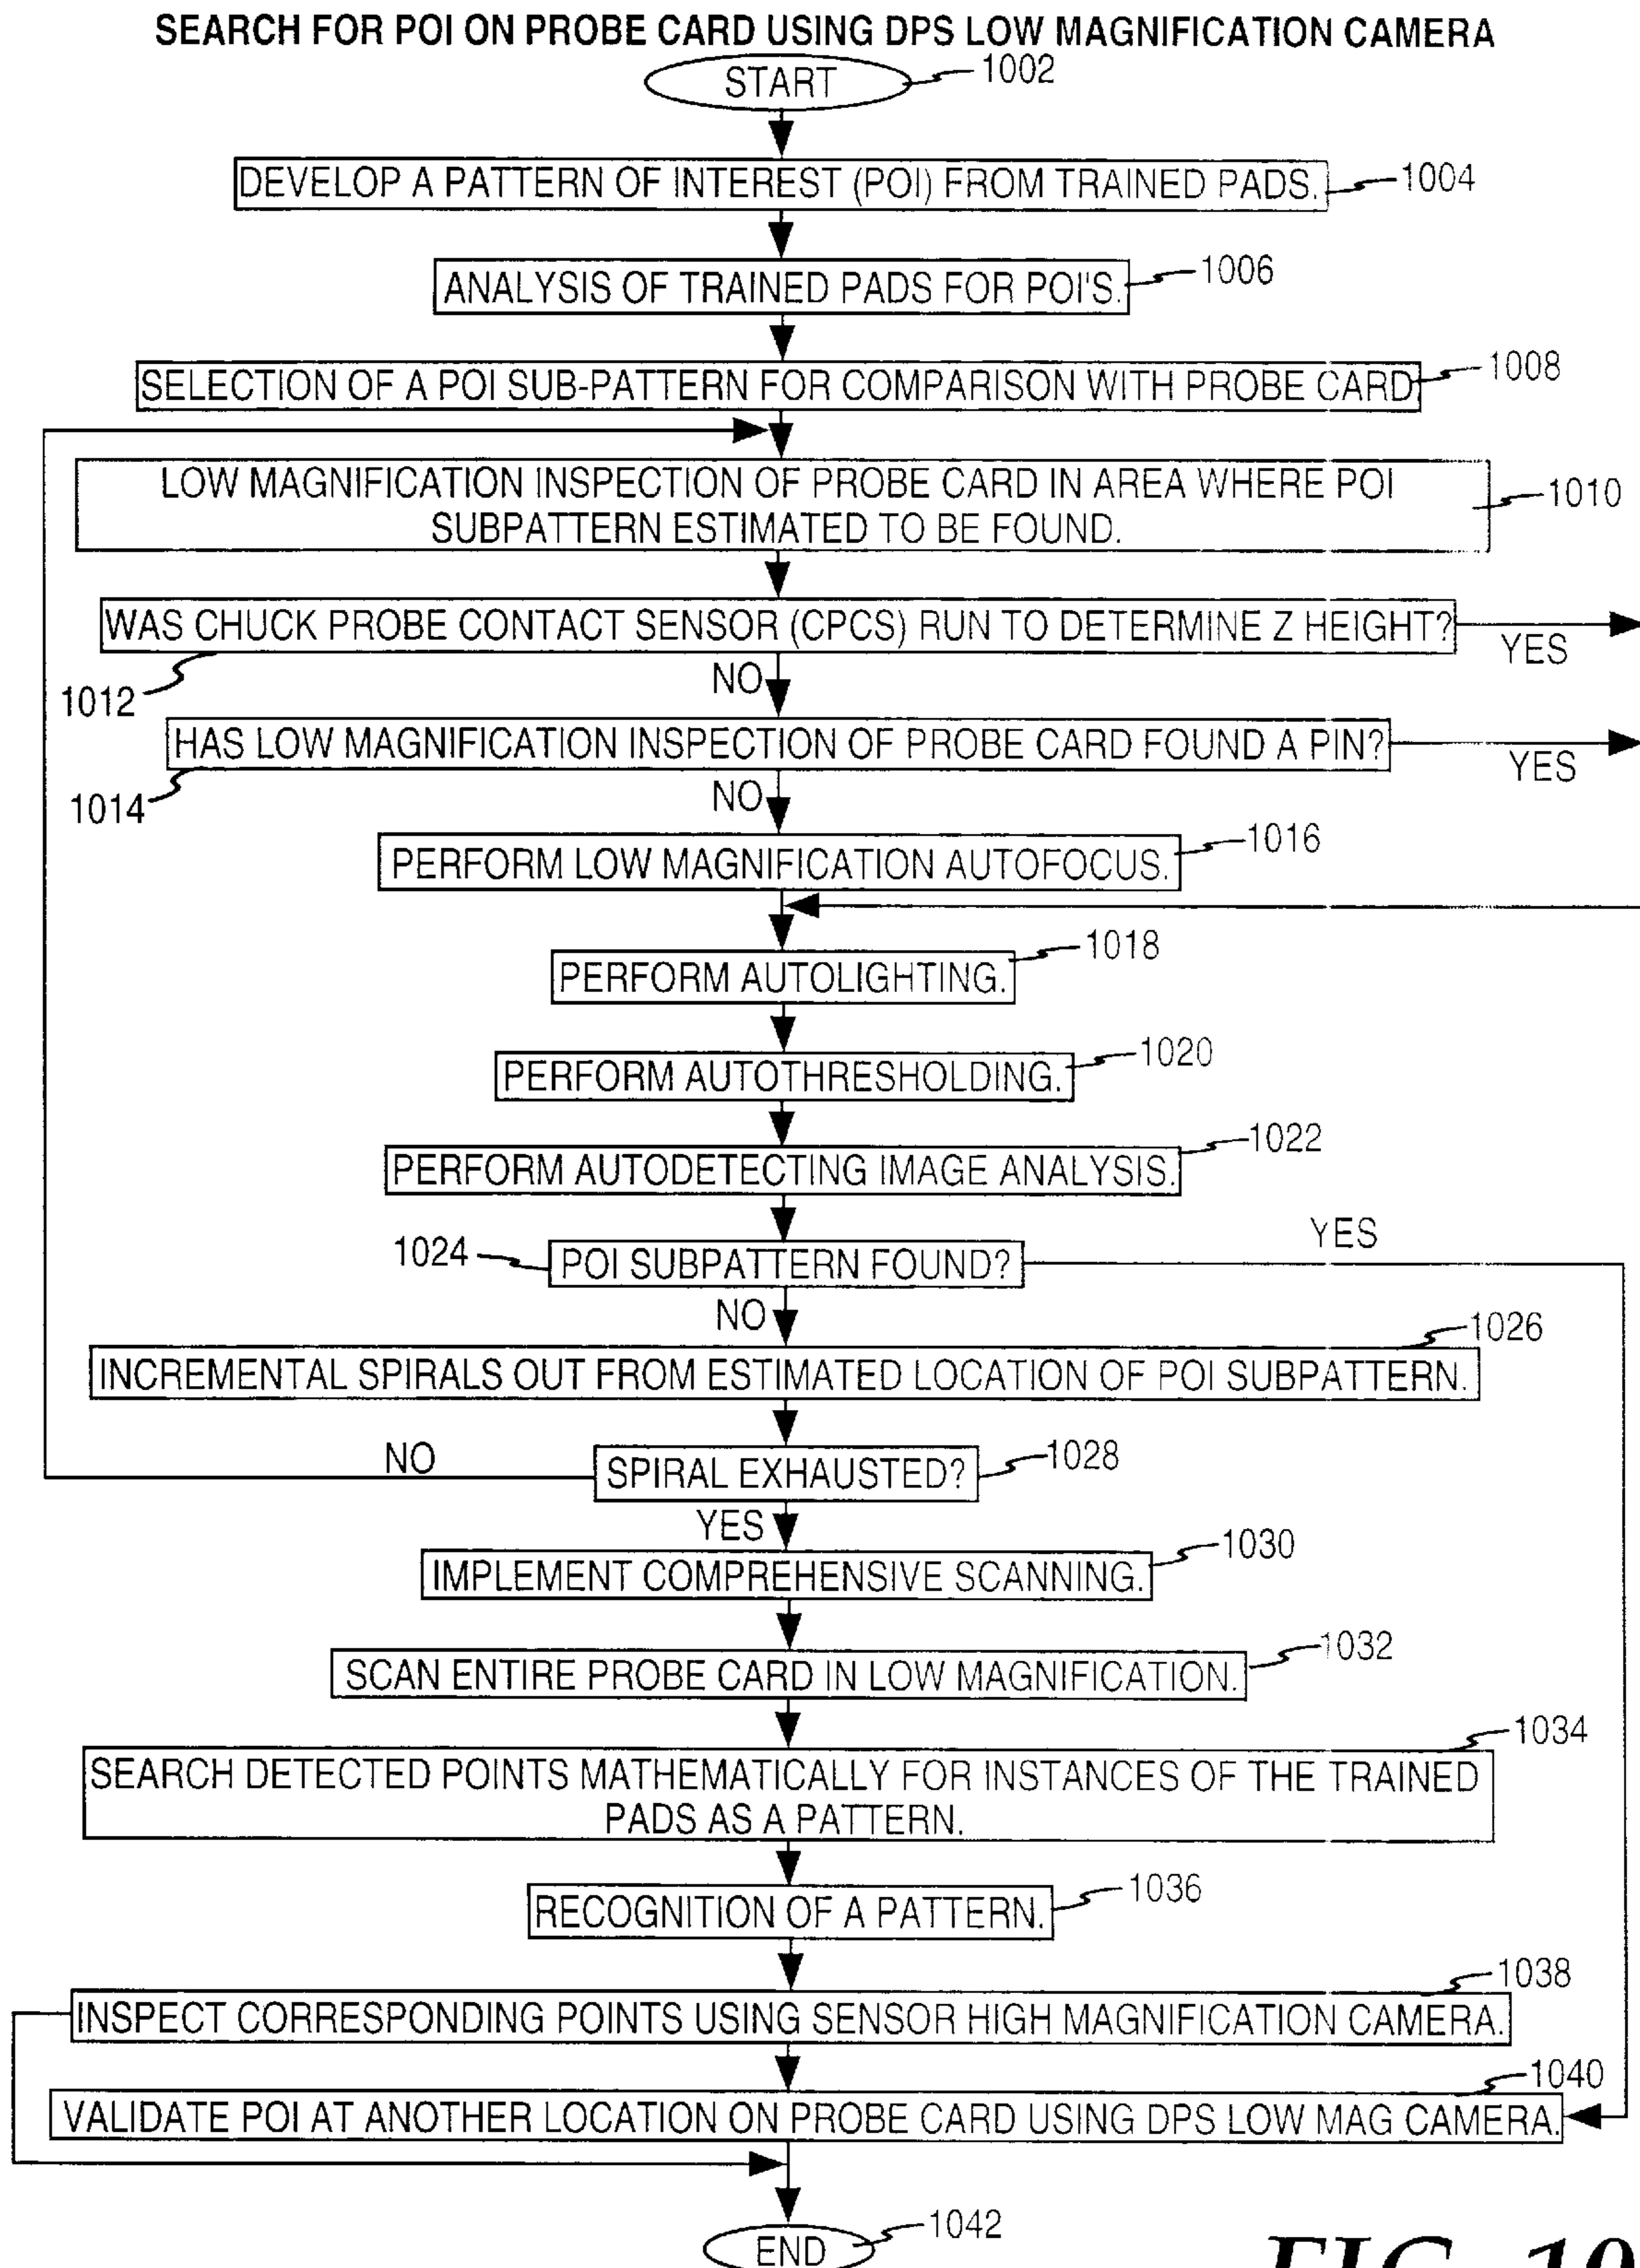 SEARCH FOR POI ON PROBE CARD USING DPS LOW MAGNIFICATION CAMERA
START
1002
DEVELOP A PATTERN OF INTEREST (POI) FROM TRAINED PADS.
1004
ANALYSIS OF TRAINED PADS FOR POI'S.
1006
SELECTION OF A POI SUB-PATTERN FOR COMPARISON WITH PROBE CARD
1008
LOW MAGNIFICATION INSPECTION OF PROBE CARD IN AREA WHERE POI
SUBPATTERN ESTIMATED TO BE FOUND.
1010
WAS CHUCK PROBE CONTACT SENSOR (CPCS) RUN TO DETERMINE Z HEIGHT?
YES
1012
NO
HAS LOW MAGNIFICATION INSPECTION OF PROBE CARD FOUND A PIN?
YES
1014
NO
PERFORM LOW MAGNIFICATION AUTOFOCUS.
1016
PERFORM AUTOLIGHTING.
1018
PERFORM AUTOTHRESHOLDING.
1020
PERFORM AUTODETECTING IMAGE ANALYSIS.
1022
1024
POI SUBPATTERN FOUND?
YES
NO
INCREMENTAL SPIRALS OUT FROM ESTIMATED LOCATION OF POI SUBPATTERN.
1026
NO
SPIRAL EXHAUSTED?
1028
YES
IMPLEMENT COMPREHENSIVE SCANNING.
1030
SCAN ENTIRE PROBE CARD IN LOW MAGNIFICATION.
1032
SEARCH DETECTED POINTS MATHEMATICALLY FOR INSTANCES OF THE TRAINED
PADS AS A PATTERN.
1034
RECOGNITION OF A PATTERN.
1036
INSPECT CORRESPONDING POINTS USING SENSOR HIGH MAGNIFICATION CAMERA.
1038
VALIDATE POI AT ANOTHER LOCATION ON PROBE CARD USING DPS LOW MAG CAMERA.
1040
END
1042